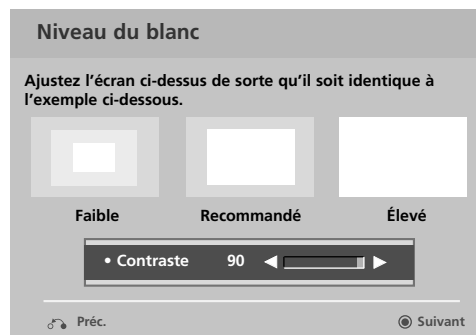 Niveau du blanc
Ajustez l'écran ci-dessus de sorte qu'il soit identique à
l'exemple ci-dessous.
Faible Recommandé Élevé
• Contraste 90
Préc. Suivant